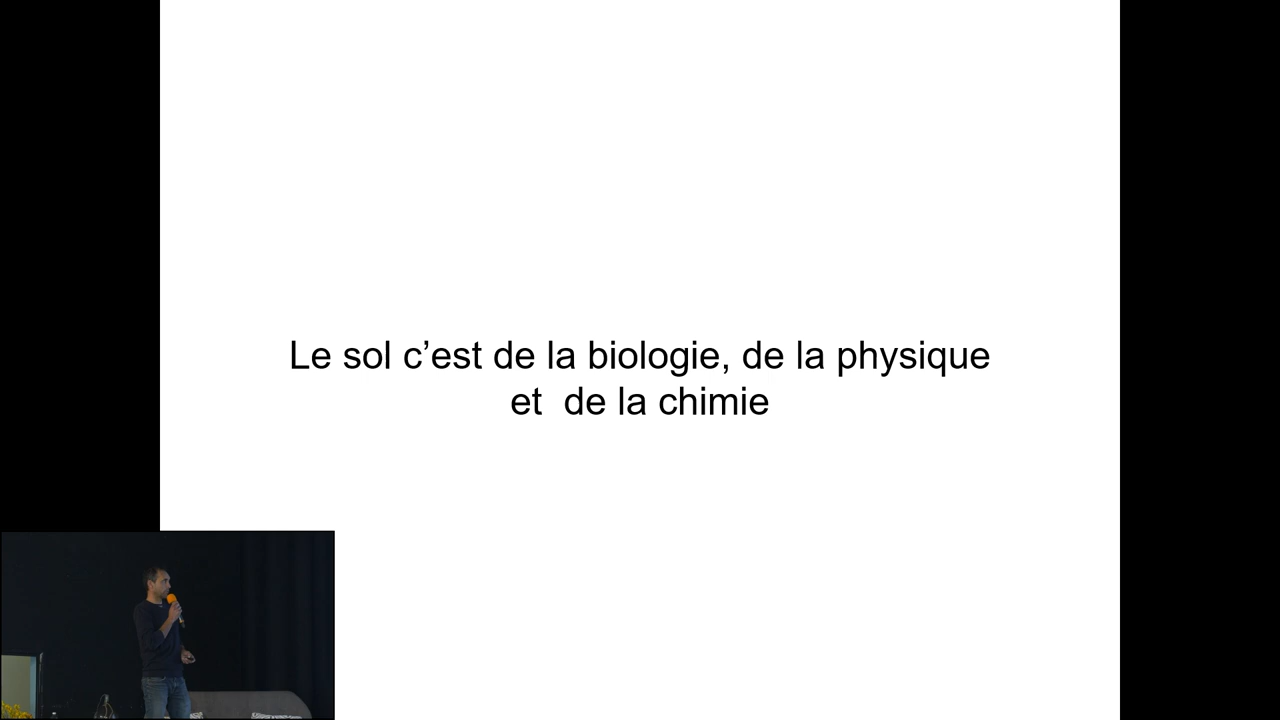 Le sol c’est de la biologie, de la physique
et  de la chimie